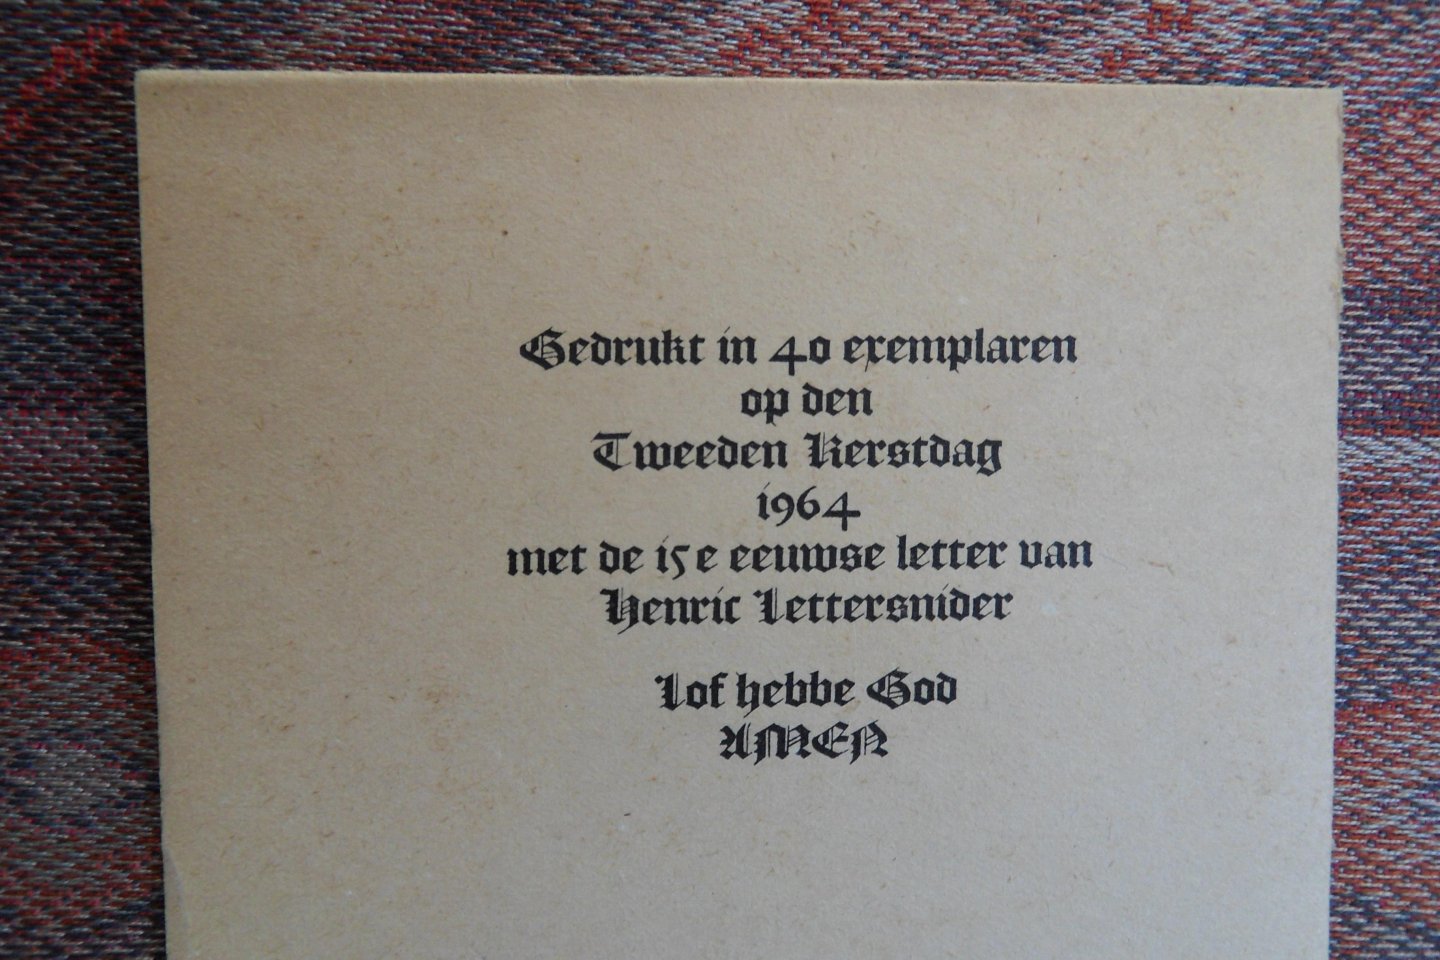 Gedrukt in 40 exemplaren
op den
Tweeden Kerstdag
1964
met de 15e eeuwse letter van
Henric Lettersnider
Lof hebbe God
AMEN